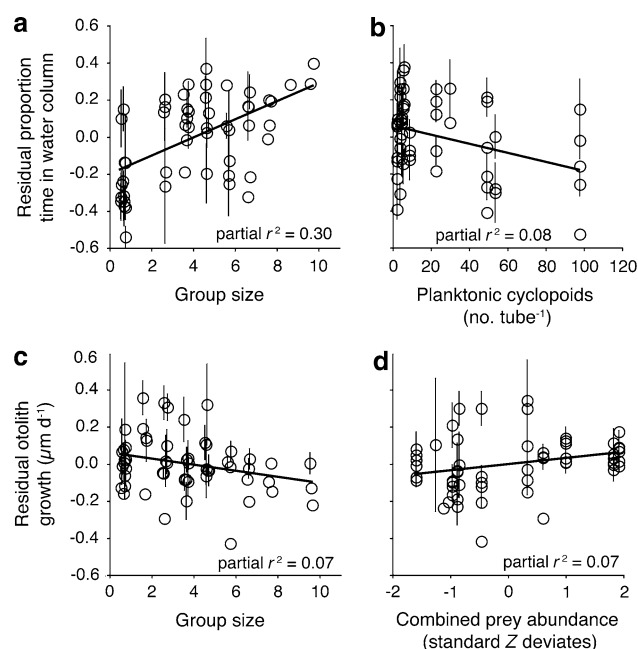 a
b
0.6
0.4
0.2
0.0
-0.2
-0.4
-0.6
Residual proportion
time in water column
partial r² = 0.30
partial r² = 0.08
0 2 4 6 8 10
0 20 40 60 80 100 120
Group size
Planktonic cyclopoids
(no. tube⁻¹)
c
d
0.6
0.4
0.2
0.0
-0.2
-0.4
-0.6
Residual otolith
growth (µm d⁻¹)
partial r² = 0.07
partial r² = 0.07
0 2 4 6 8 10
-2 -1 0 1 2
Group size
Combined prey abundance
(standard Z deviates)